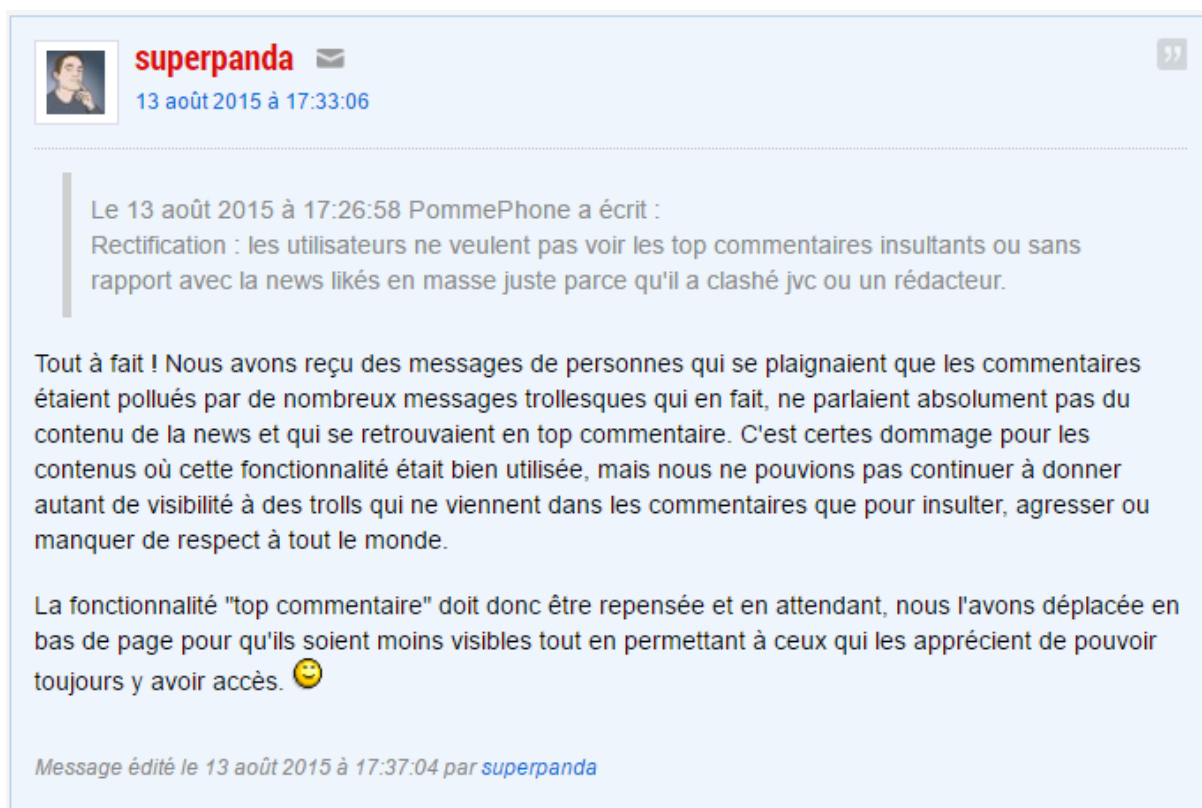 superpanda
13 août 2015 à 17:33:06
Le 13 août 2015 à 17:26:58 PommePhone a écrit :
Rectification : les utilisateurs ne veulent pas voir les top commentaires insultants ou sans
rapport avec la news likés en masse juste parce qu'il a clashé jvc ou un rédacteur.
Tout à fait ! Nous avons reçu des messages de personnes qui se plaignaient que les commentaires
étaient pollués par de nombreux messages trollesques qui en fait, ne parlaient absolument pas du
contenu de la news et qui se retrouvaient en top commentaire. C'est certes dommage pour les
contenus où cette fonctionnalité était bien utilisée, mais nous ne pouvions pas continuer à donner
autant de visibilité à des trolls qui ne viennent dans les commentaires que pour insulter, agresser ou
manquer de respect à tout le monde.
La fonctionnalité "top commentaire" doit donc être repensée et en attendant, nous l'avons déplacée en
bas de page pour qu'ils soient moins visibles tout en permettant à ceux qui les apprécient de pouvoir
toujours y avoir accès.
Message édité le 13 août 2015 à 17:37:04 par superpanda